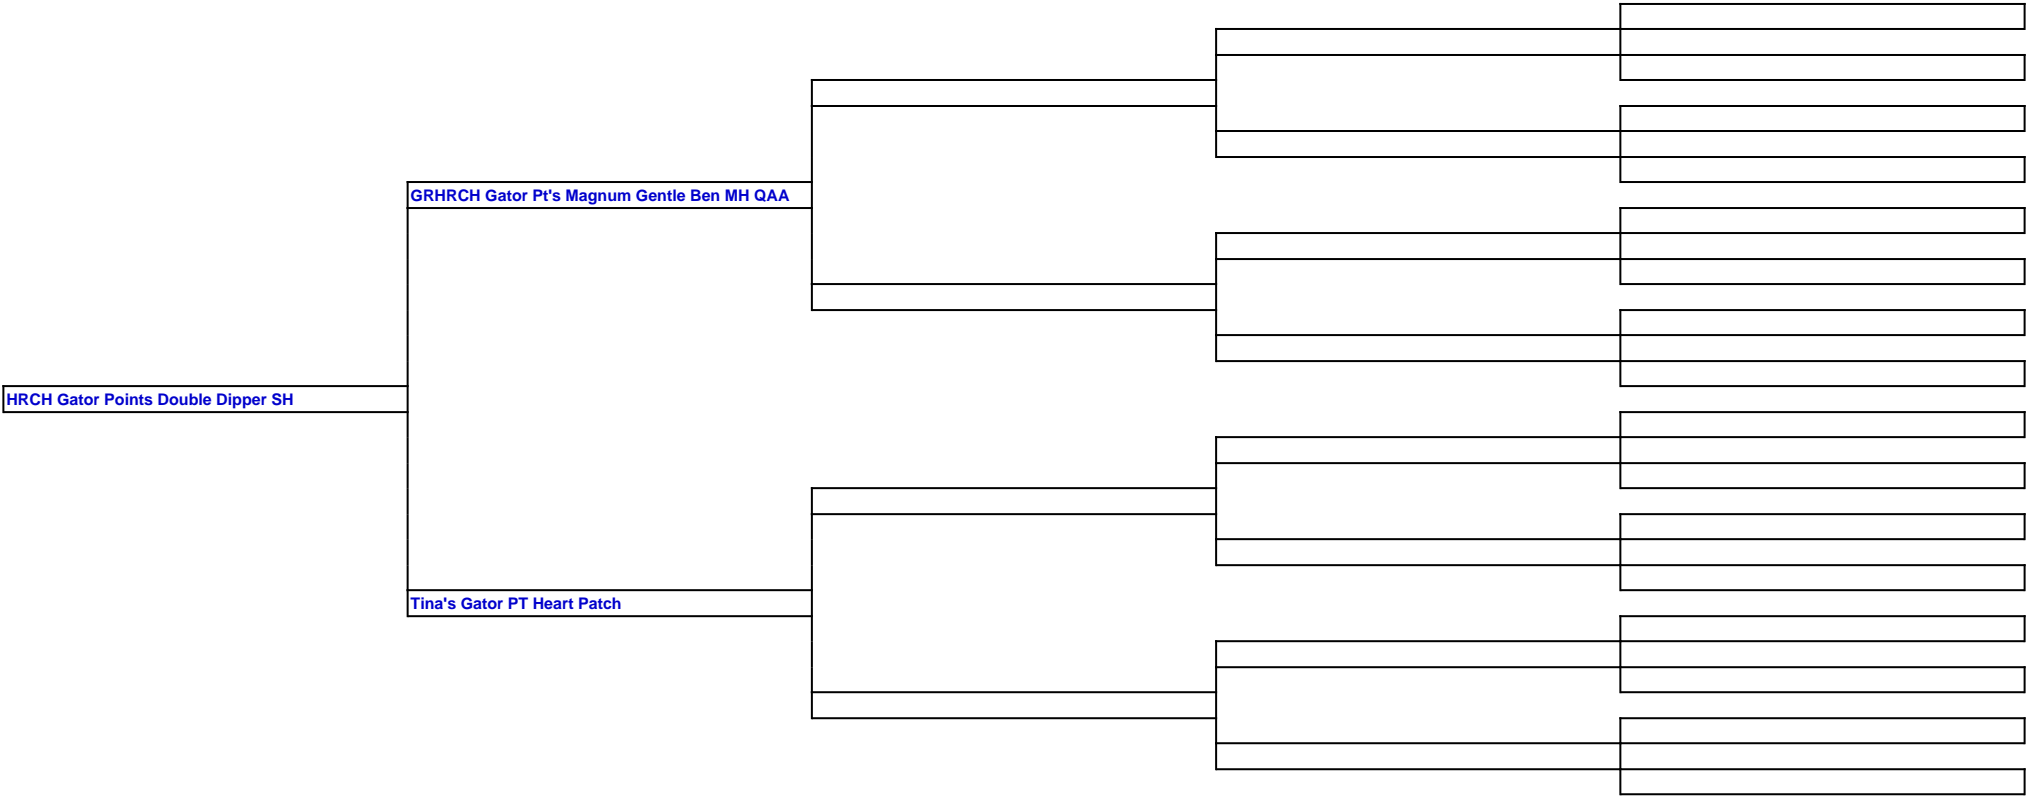 GRHRCH Gator Pt's Magnum Gentle Ben MH QAA
HRCH Gator Points Double Dipper SH
Tina's Gator PT Heart Patch